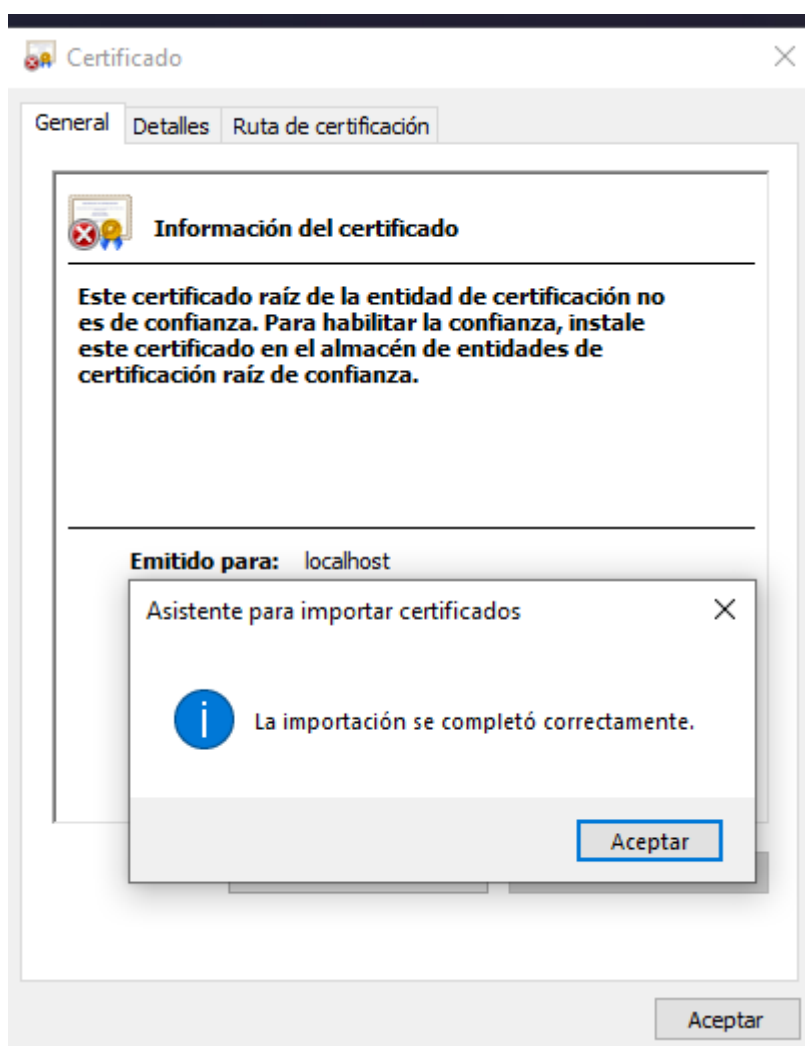 Certificado
General Detalles Ruta de certificación
Información del certificado
Este certificado raíz de la entidad de certificación no
es de confianza. Para habilitar la confianza, instale
este certificado en el almacén de entidades de
certificación raíz de confianza.
Emitido para: localhost
Asistente para importar certificados
La importación se completó correctamente.
Aceptar
Aceptar